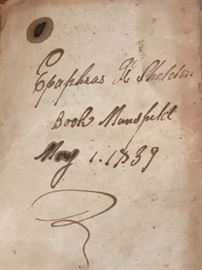 Epaphras K Sheldon
Book Mansfield
May 1. 1839